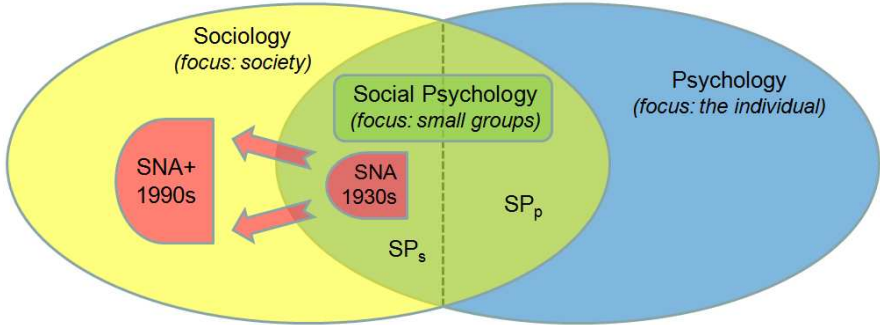 Sociology
(focus: society)
Social Psychology
(focus: small groups)
Psychology
(focus: the individual)
SNA+
1990s
SNA
1930s
SPₚ
SPₛ